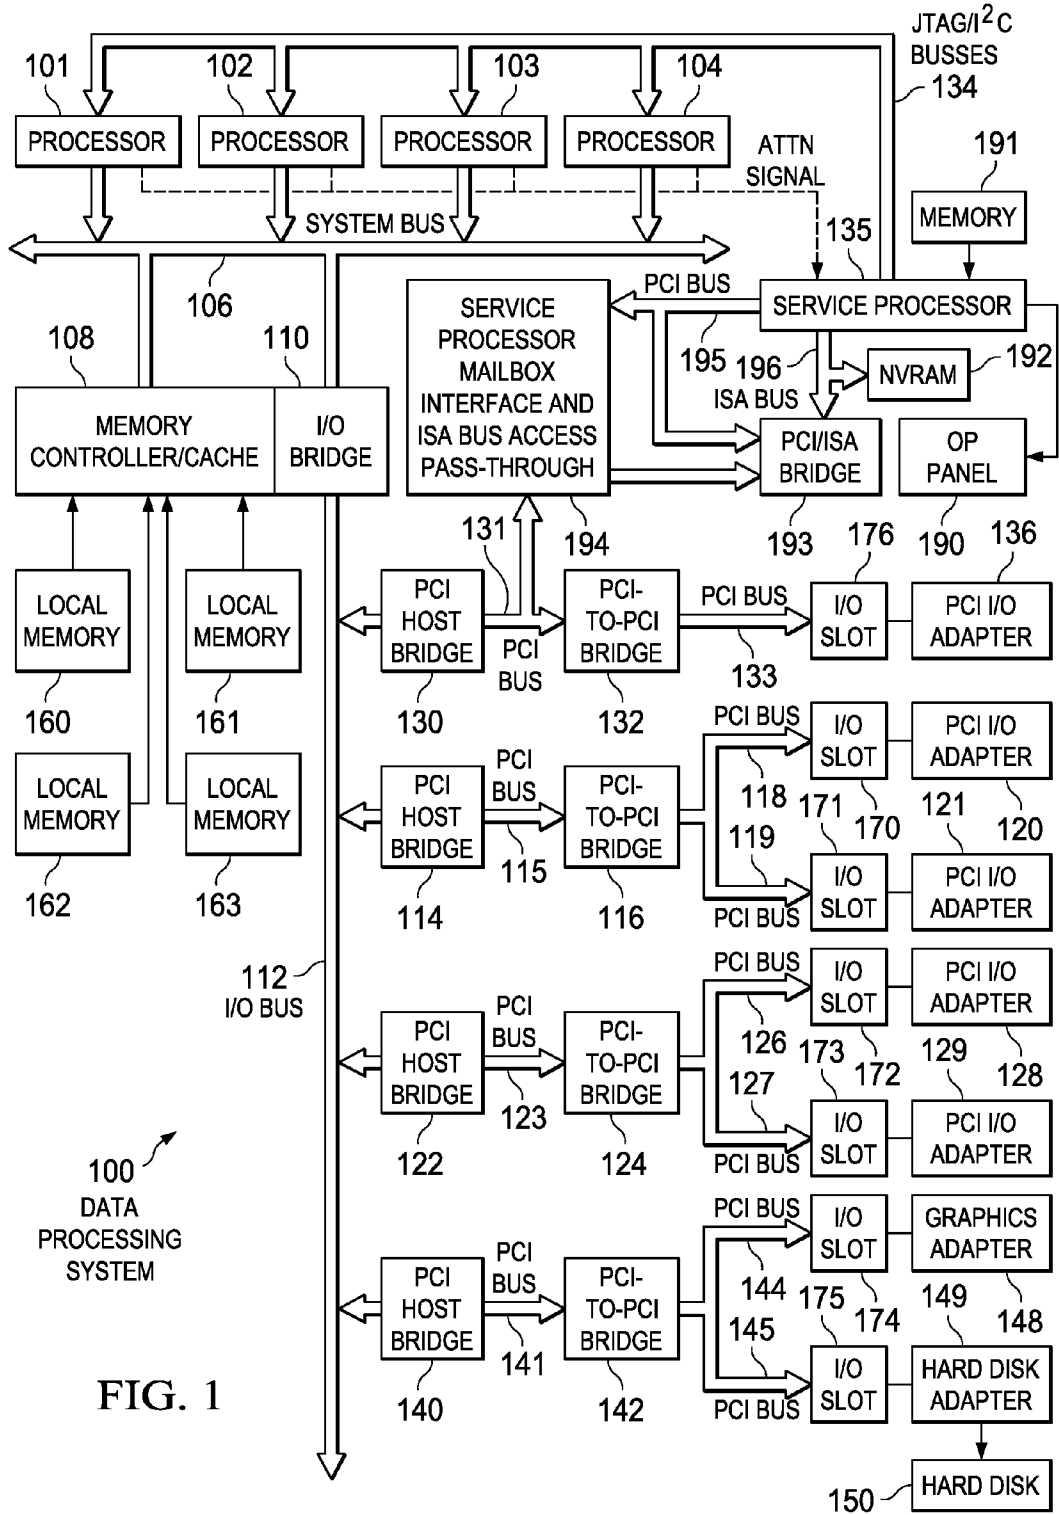 JTAG/I²C
BUSSES
134
101
102
103
104
PROCESSOR
PROCESSOR
PROCESSOR
PROCESSOR
ATTN
SIGNAL
191
MEMORY
SYSTEM BUS
106
135
SERVICE PROCESSOR
PCI BUS
195
196
ISA BUS
NVRAM
192
108
110
MEMORY
CONTROLLER/CACHE
I/O
BRIDGE
SERVICE
PROCESSOR
MAILBOX
INTERFACE AND
ISA BUS ACCESS
PASS-THROUGH
194
PCI/ISA
BRIDGE
193
OP
PANEL
190
LOCAL
MEMORY
160
LOCAL
MEMORY
161
LOCAL
MEMORY
162
LOCAL
MEMORY
163
131
PCI
HOST
BRIDGE
130
PCI
BUS
PCI-
TO-PCI
BRIDGE
132
PCI BUS
133
176
I/O
SLOT
136
PCI I/O
ADAPTER
PCI
HOST
BRIDGE
114
PCI
BUS
115
PCI-
TO-PCI
BRIDGE
116
PCI BUS
118
I/O
SLOT
170
PCI I/O
ADAPTER
120
119
PCI BUS
171
I/O
SLOT
121
PCI I/O
ADAPTER
112
I/O BUS
PCI
HOST
BRIDGE
122
PCI
BUS
123
PCI-
TO-PCI
BRIDGE
124
PCI BUS
126
I/O
SLOT
172
PCI I/O
ADAPTER
128
127
PCI BUS
173
I/O
SLOT
129
PCI I/O
ADAPTER
100
DATA
PROCESSING
SYSTEM
PCI
HOST
BRIDGE
140
PCI
BUS
141
PCI-
TO-PCI
BRIDGE
142
PCI BUS
144
I/O
SLOT
174
GRAPHICS
ADAPTER
148
145
PCI BUS
175
I/O
SLOT
149
HARD DISK
ADAPTER
150
HARD DISK
FIG. 1